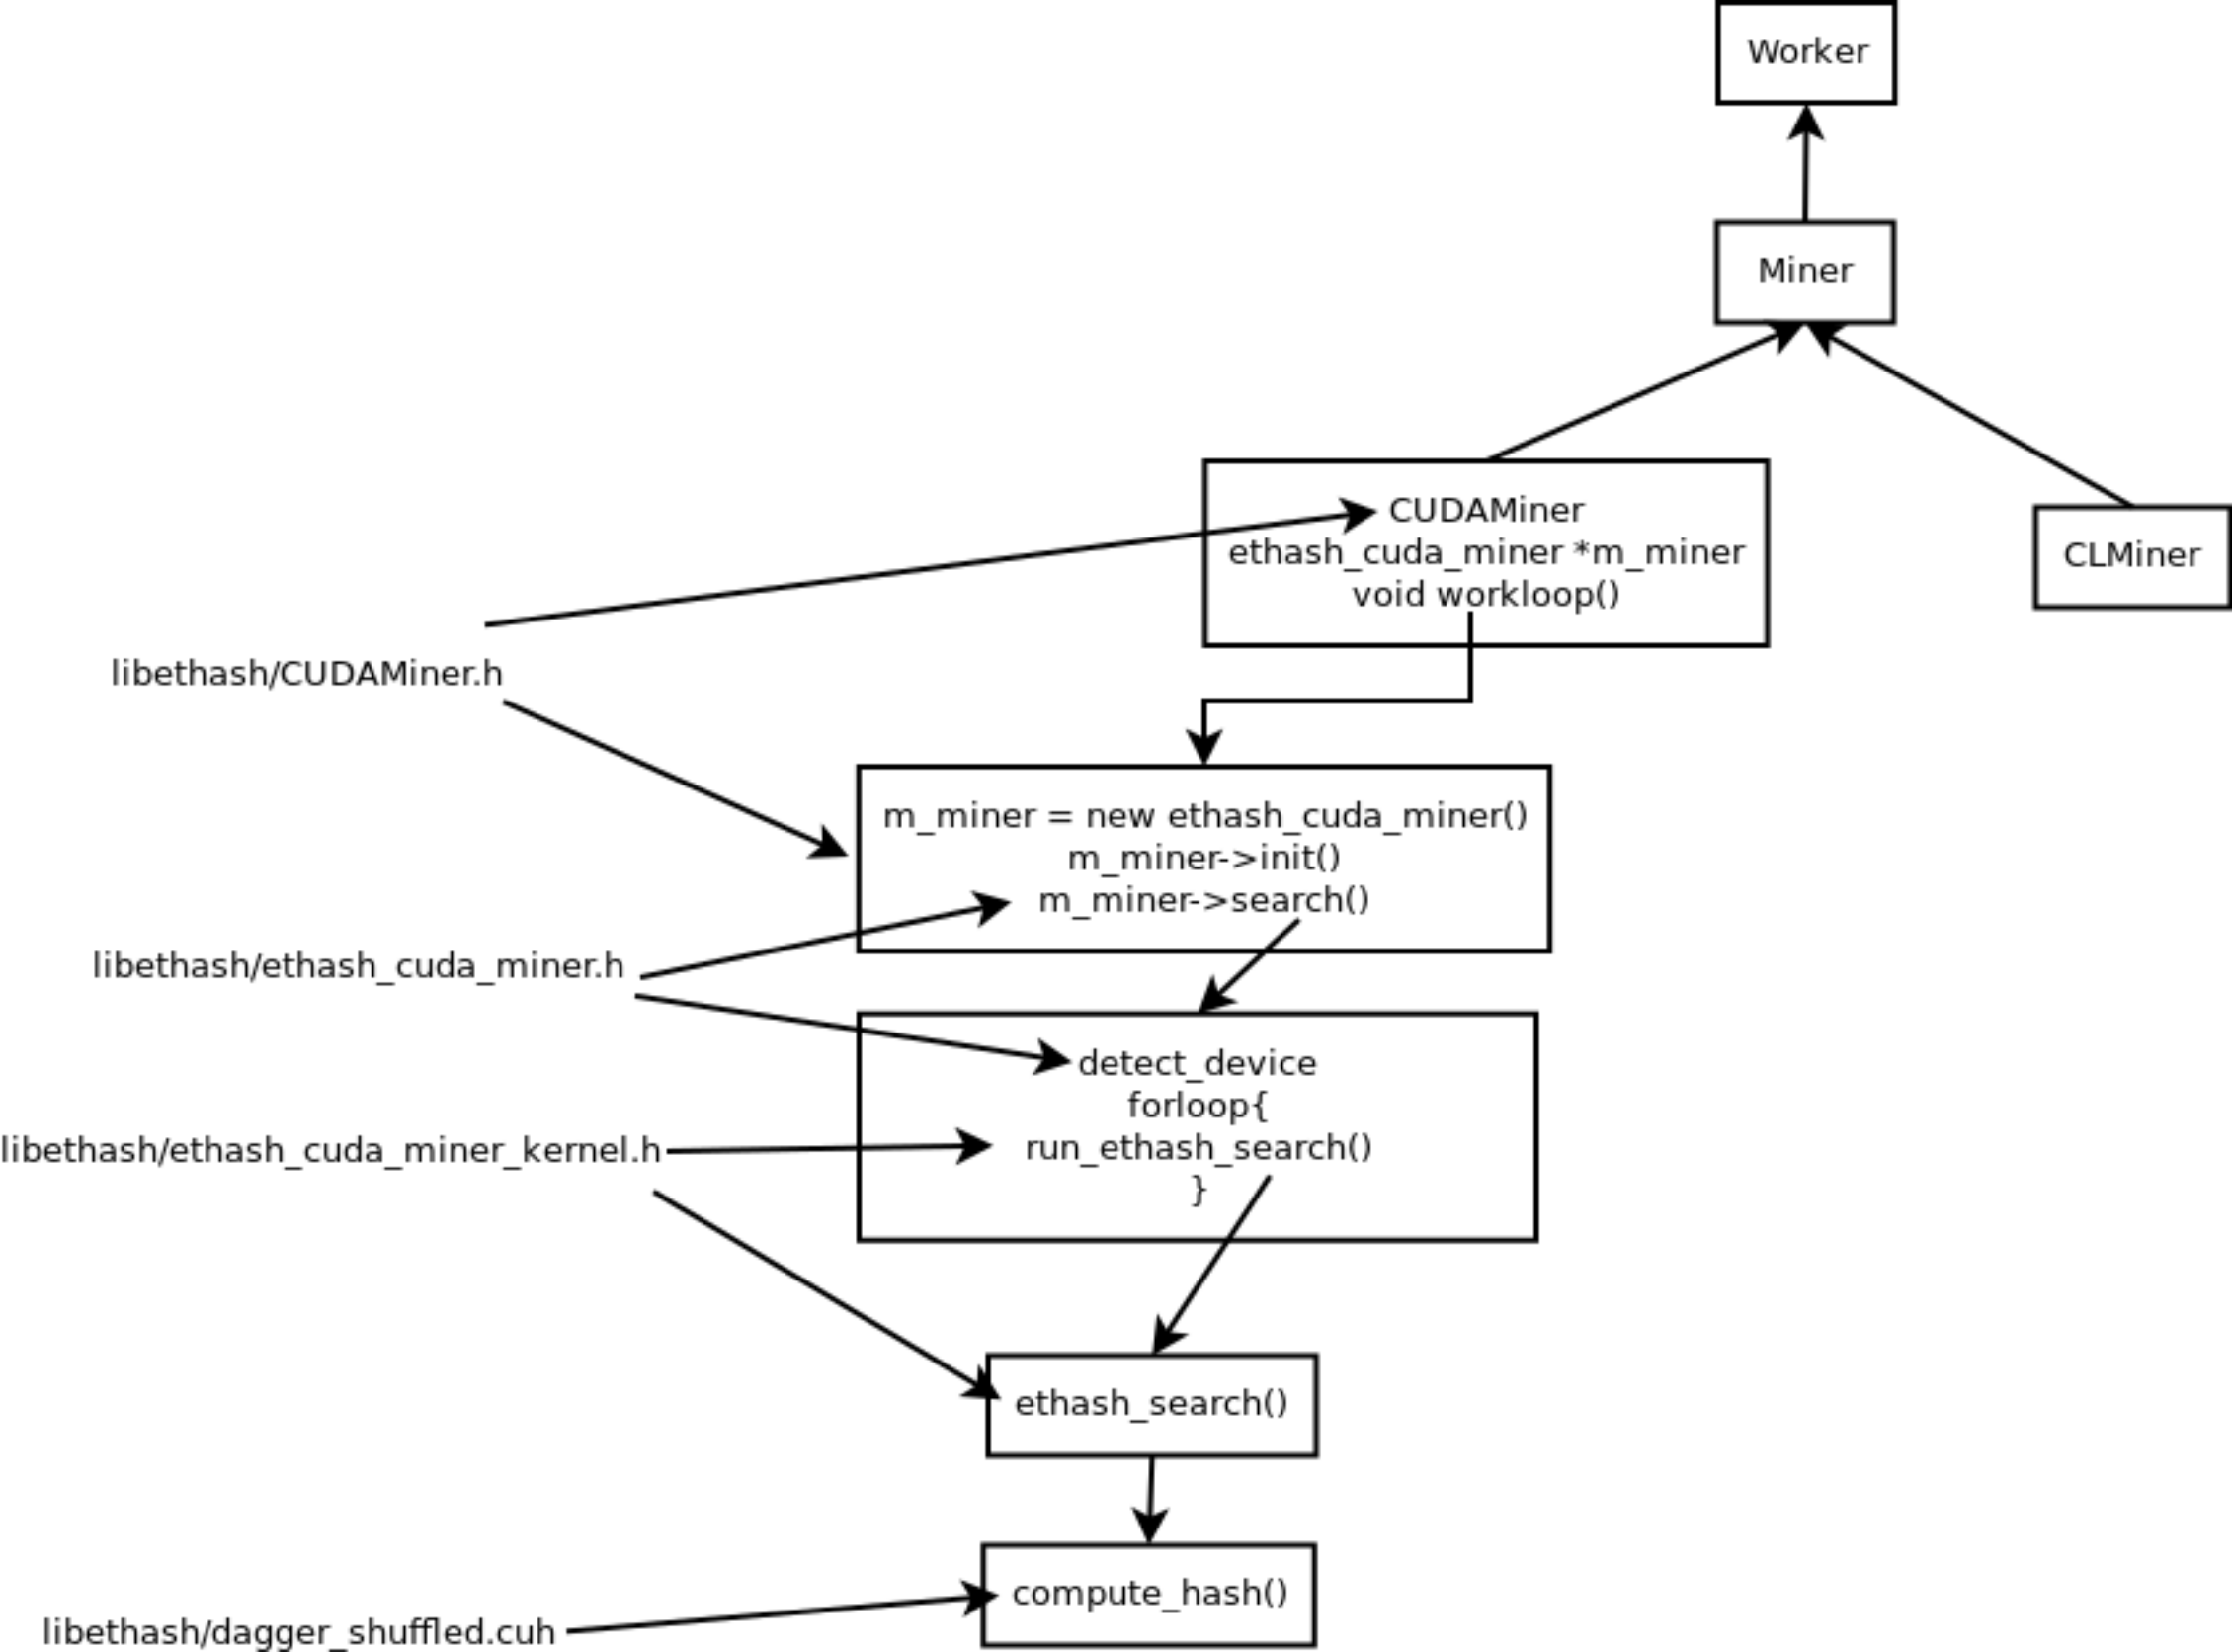 Worker
Miner
CUDAMiner
ethash_cuda_miner *m_miner
void workloop()
CLMiner
libethash/CUDAMiner.h
m_miner = new ethash_cuda_miner()
m_miner->init()
m_miner->search()
libethash/ethash_cuda_miner.h
detect_device
forloop{
run_ethash_search()
}
libethash/ethash_cuda_miner_kernel.h
ethash_search()
compute_hash()
libethash/dagger_shuffled.cuh